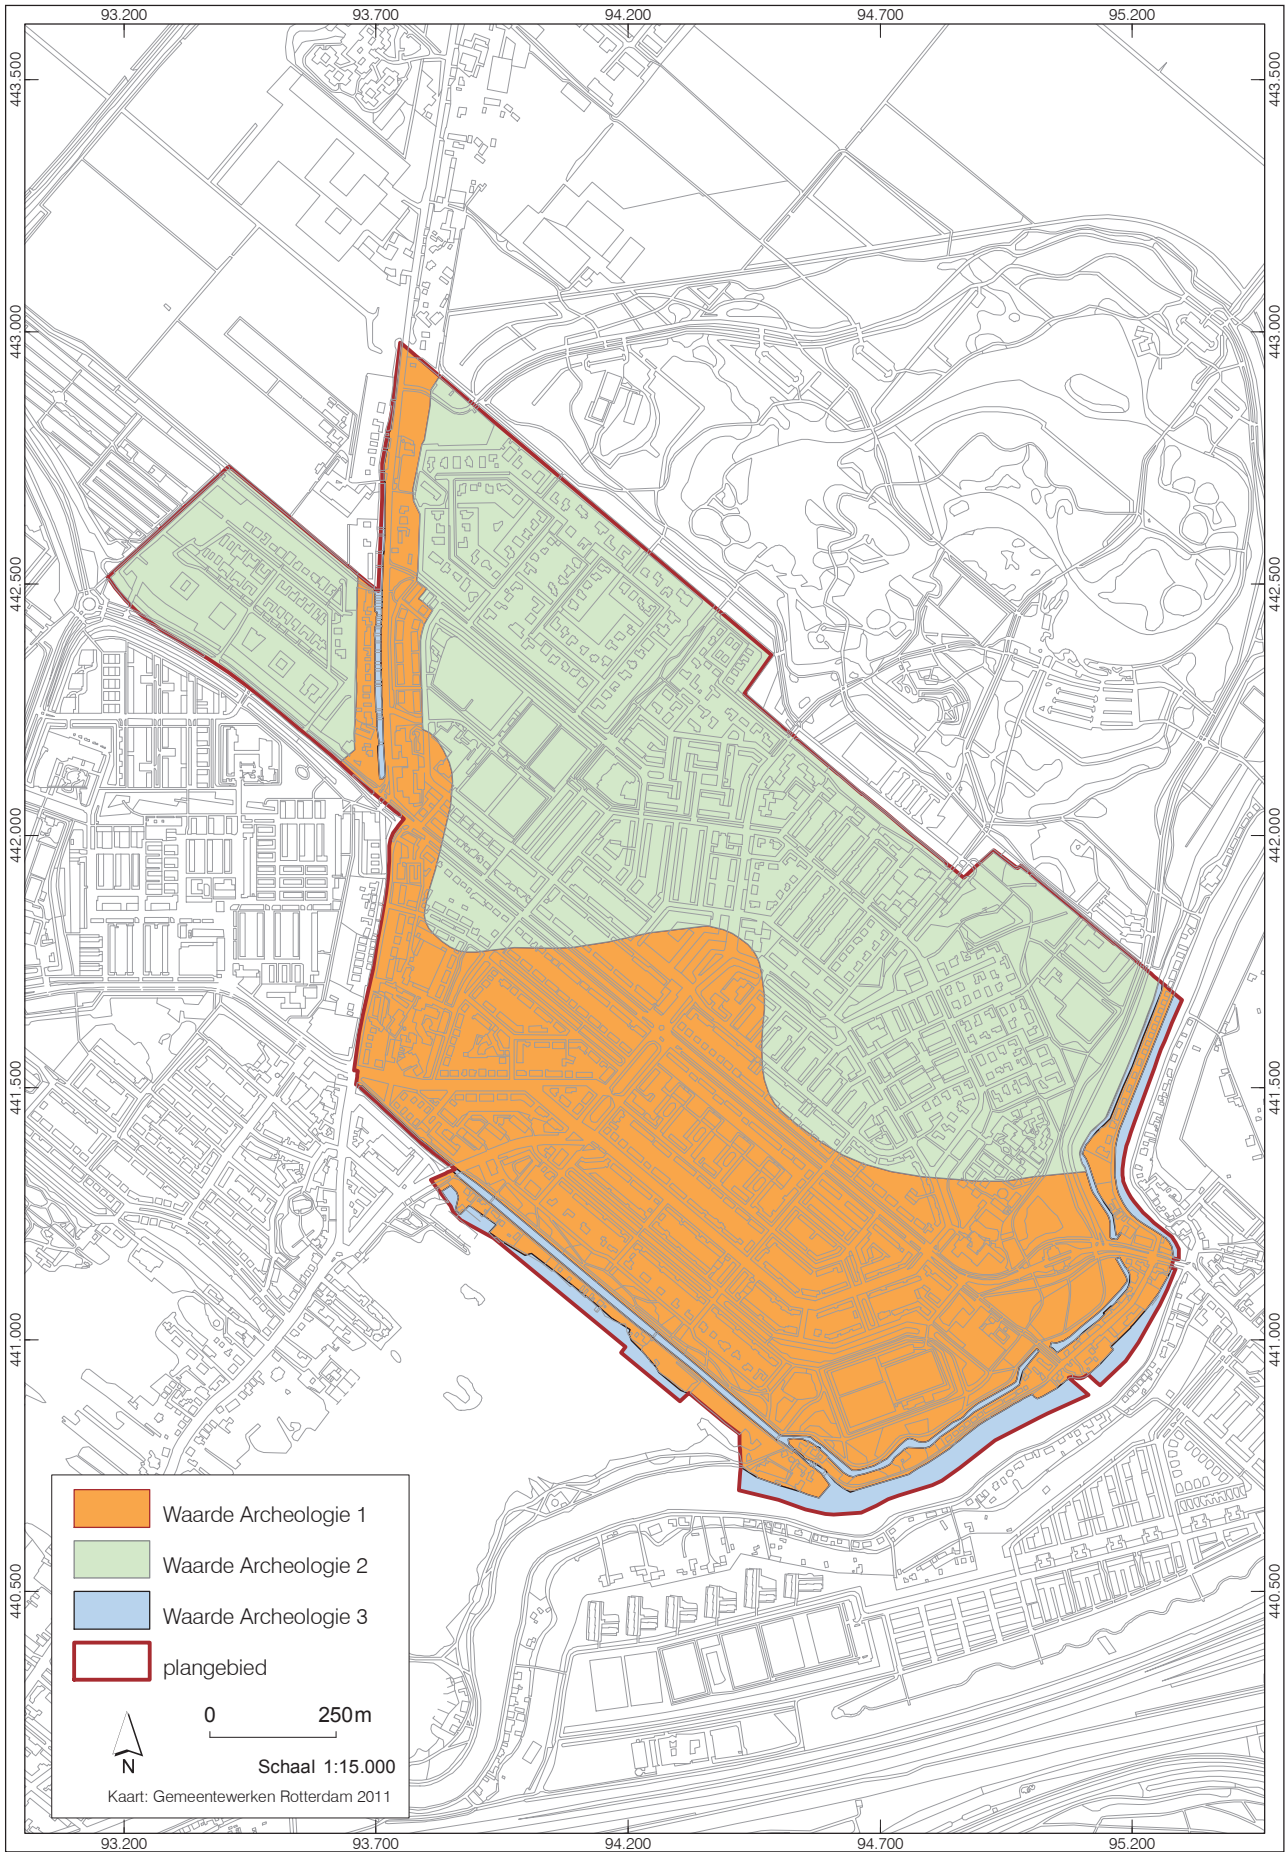 93.200 93.700 94.200 94.700 95.200
443.500 443.500
443.000 443.000
442.500 442.500
442.000 442.000
441.500 441.500
441.000 441.000
440.500 440.500
Waarde Archeologie 1
Waarde Archeologie 2
Waarde Archeologie 3
plangebied
0 250m
N
Schaal 1:15.000
Kaart: Gemeentewerken Rotterdam 2011
93.200 93.700 94.200 94.700 95.200